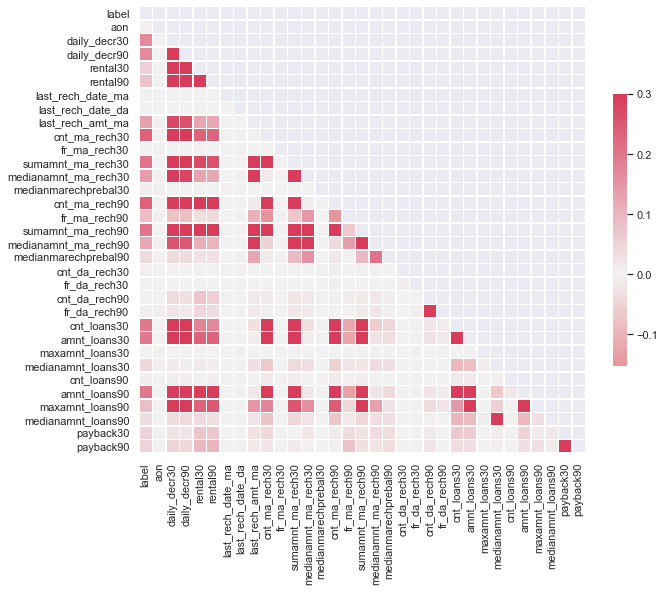 label
aon
daily_decr30
daily_decr90
rental30
rental90
last_rech_date_ma
last_rech_date_da
last_rech_amt_ma
cnt_ma_rech30
fr_ma_rech30
sumamnt_ma_rech30
medianamnt_ma_rech30
medianmarechprebal30
cnt_ma_rech90
fr_ma_rech90
sumamnt_ma_rech90
medianamnt_ma_rech90
medianmarechprebal90
cnt_da_rech30
fr_da_rech30
cnt_da_rech90
fr_da_rech90
cnt_loans30
amnt_loans30
maxamnt_loans30
medianamnt_loans30
cnt_loans90
amnt_loans90
maxamnt_loans90
medianamnt_loans90
payback30
payback90
0.3
0.2
0.1
0.0
−0.1
label
aon
daily_decr30
daily_decr90
rental30
rental90
last_rech_date_ma
last_rech_date_da
last_rech_amt_ma
cnt_ma_rech30
fr_ma_rech30
sumamnt_ma_rech30
medianamnt_ma_rech30
medianmarechprebal30
cnt_ma_rech90
fr_ma_rech90
sumamnt_ma_rech90
medianamnt_ma_rech90
medianmarechprebal90
cnt_da_rech30
fr_da_rech30
cnt_da_rech90
fr_da_rech90
cnt_loans30
amnt_loans30
maxamnt_loans30
medianamnt_loans30
cnt_loans90
amnt_loans90
maxamnt_loans90
medianamnt_loans90
payback30
payback90